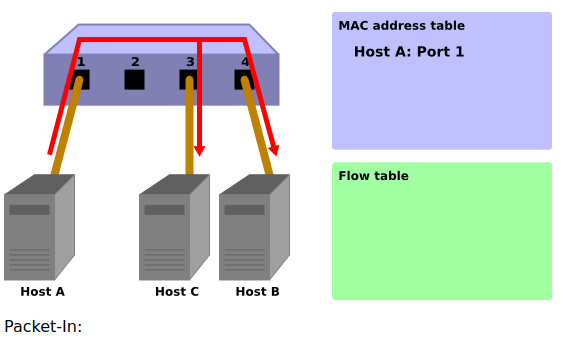 1 2 3 4
MAC address table
Host A: Port 1
Flow table
Host A
Host C
Host B
Packet-In: